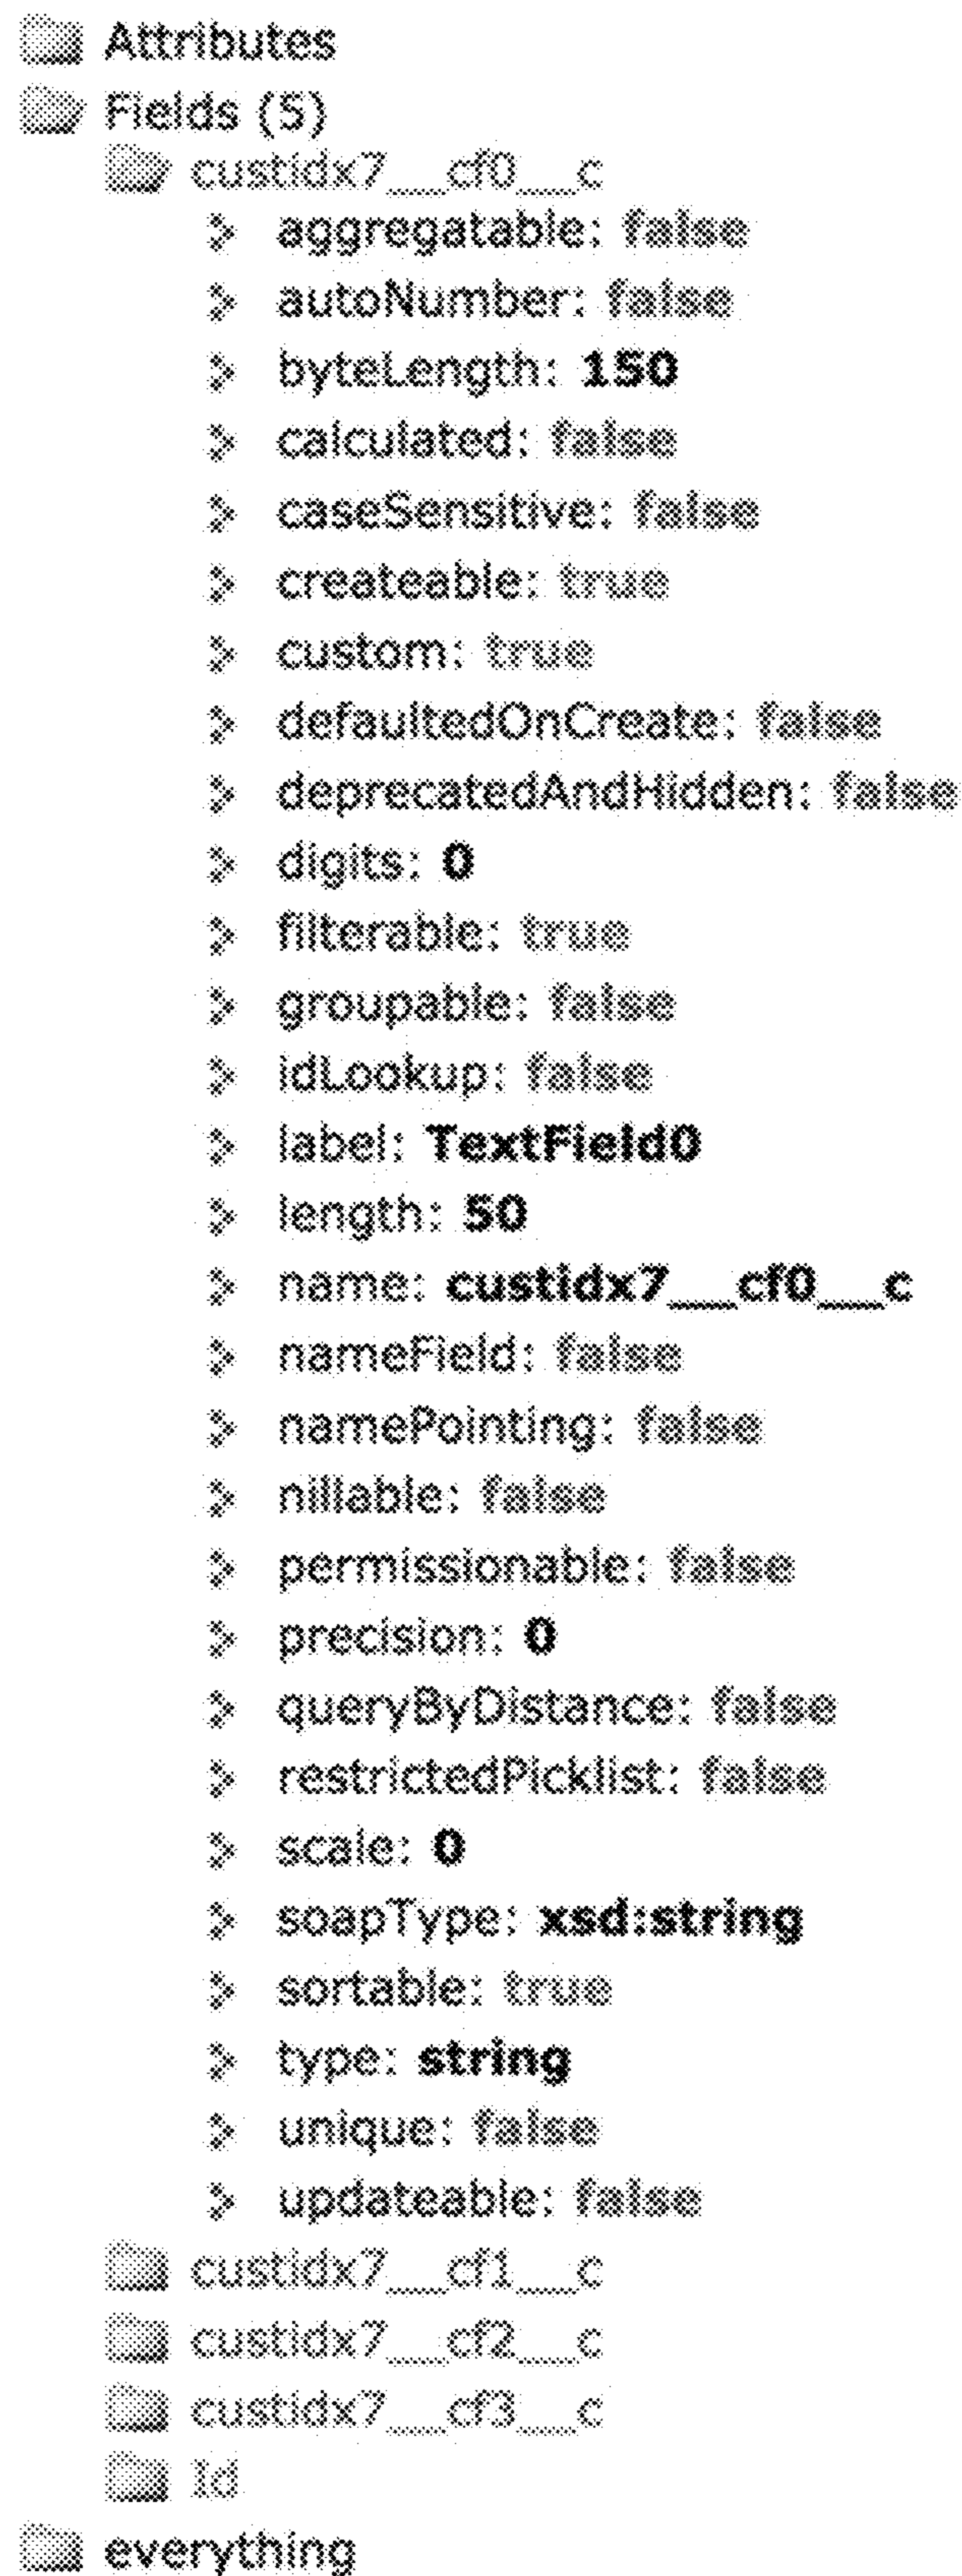 Attributes
Fields (5)
custidx7__cf0__c
aggregatable: false
autoNumber: false
byteLength: 150
calculated: false
caseSensitive: false
createable: true
custom: true
defaultedOnCreate: false
deprecatedAndHidden: false
digits: 0
filterable: true
groupable: false
idLookup: false
label: TextField0
length: 50
name: custidx7__cf0__c
nameField: false
namePointing: false
nillable: false
permissionable: false
precision: 0
queryByDistance: false
restrictedPicklist: false
scale: 0
soapType: xsd:string
sortable: true
type: string
unique: false
updateable: false
custidx7__cf1__c
custidx7__cf2__c
custidx7__cf3__c
Id
everything